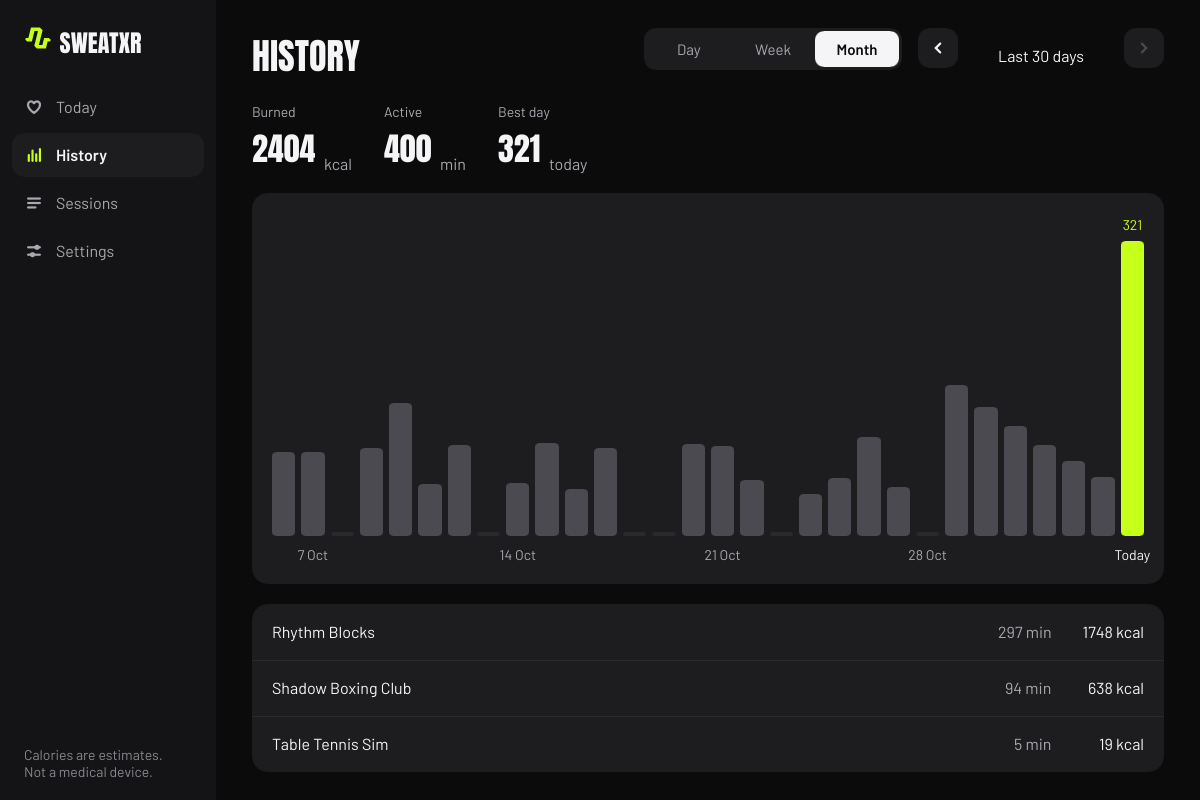 SWEATXR
Today
History
Sessions
Settings
Calories are estimates.
Not a medical device.
HISTORY
Day Week Month
Last 30 days
Burned
2404 kcal
Active
400 min
Best day
321 today
321
7 Oct 14 Oct 21 Oct 28 Oct Today
Rhythm Blocks 297 min 1748 kcal
Shadow Boxing Club 94 min 638 kcal
Table Tennis Sim 5 min 19 kcal